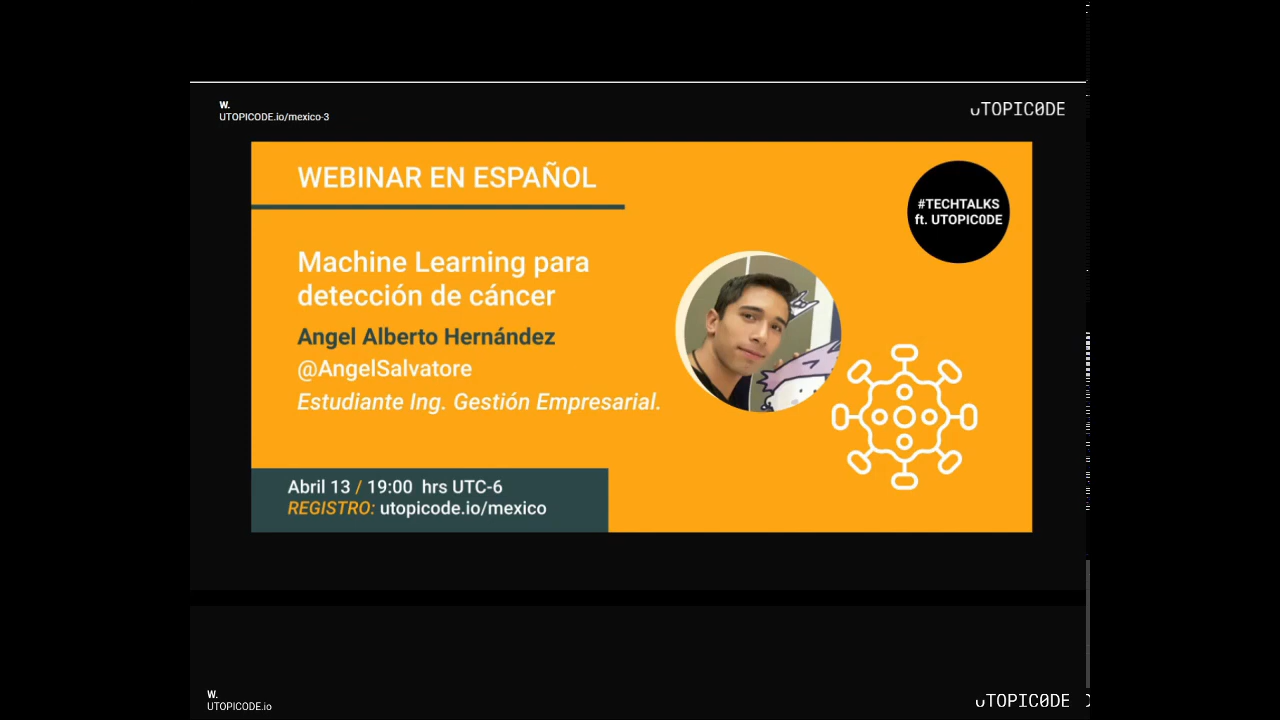 W.
UTOPICODE.io/mexico-3
uTOPIC0DE
WEBINAR EN ESPAÑOL
#TECHTALKS
ft. UTOPIC0DE
Machine Learning para
detección de cáncer
Angel Alberto Hernández
@AngelSalvatore
Estudiante Ing. Gestión Empresarial.
Abril 13 / 19:00 hrs UTC-6
REGISTRO: utopicode.io/mexico
W.
UTOPICODE.io
uTOPIC0DE